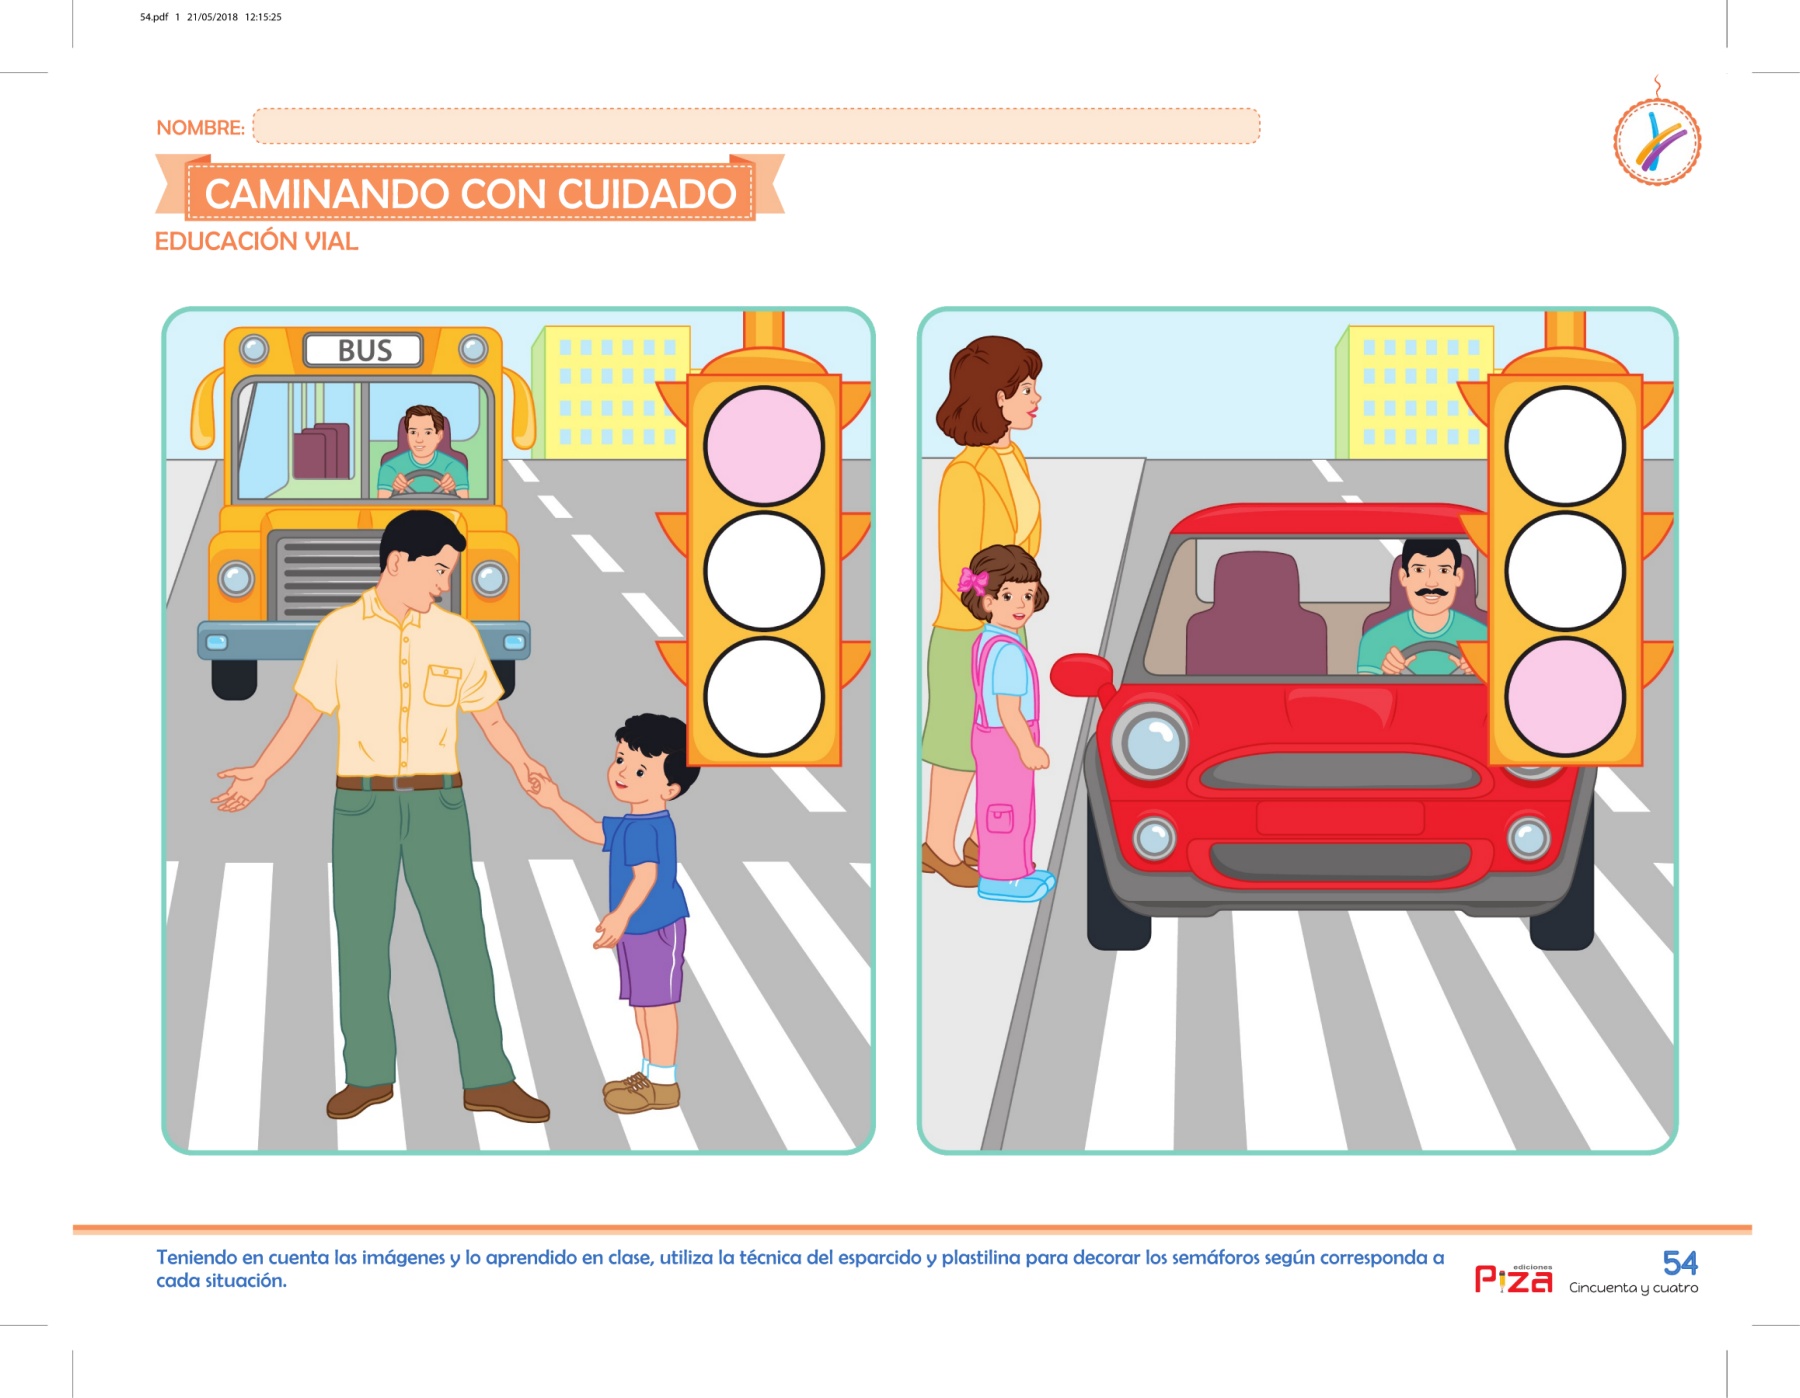 54.pdf 1 21/05/2018 12:15:25
NOMBRE:
CAMINANDO CON CUIDADO
EDUCACIÓN VIAL
BUS
Teniendo en cuenta las imágenes y lo aprendido en clase, utiliza la técnica del esparcido y plastilina para decorar los semáforos según corresponda a
cada situación.
ediciones
Piza
54
Cincuenta y cuatro